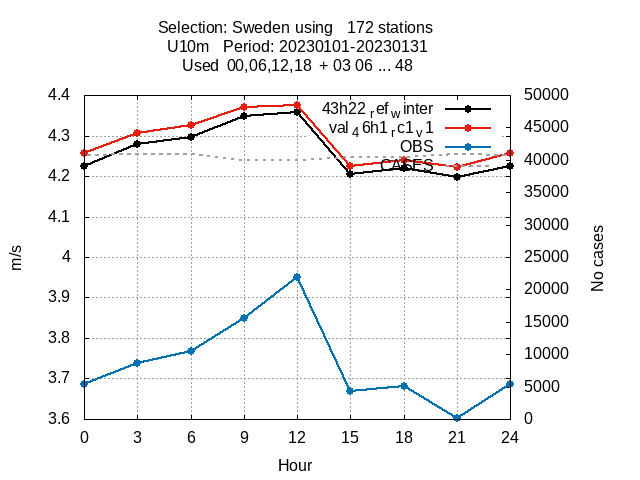 Selection: Sweden using   172 stations
U10m   Period: 20230101-20230131
Used  00,06,12,18  + 03 06 ... 48
4.4 50000
43h22 refwinter
4.3 45000
val46h1rc1v1
OBS
4.2 40000
CASES
4.1 35000
4 30000
3.9 25000
3.8 20000
3.7 15000
3.6 10000
5000
0
m/s
No cases
0 3 6 9 12 15 18 21 24
Hour